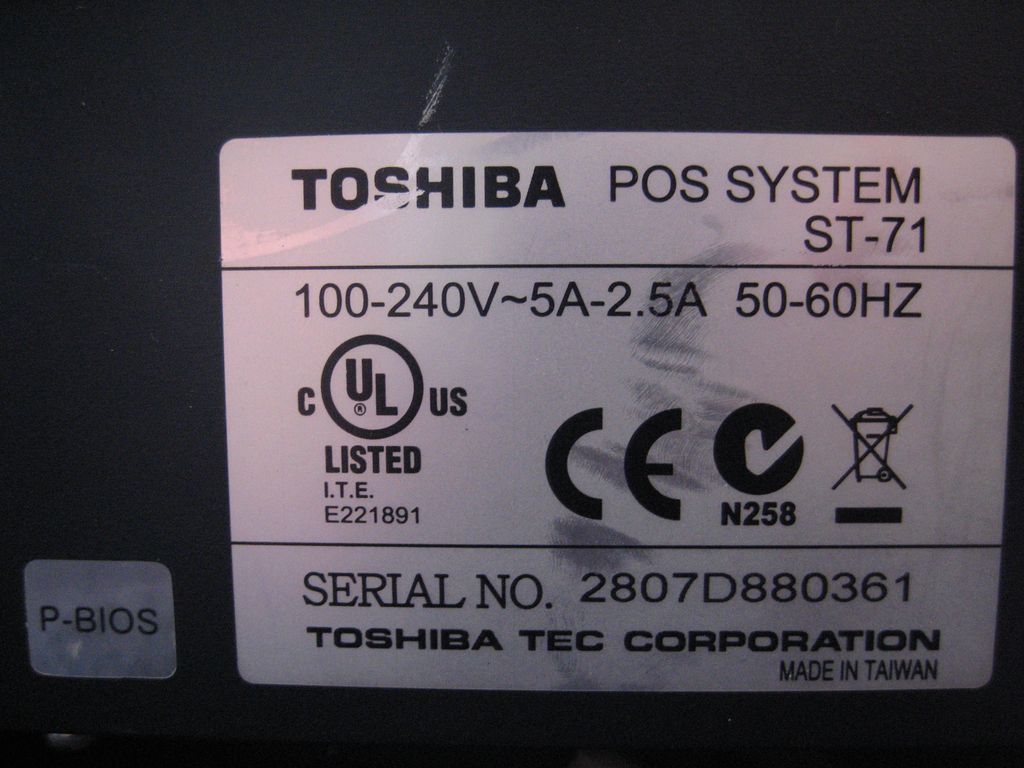 TOSHIBA POS SYSTEM
ST-71
100-240V~5A-2.5A 50-60HZ
C UL® US
LISTED
I.T.E.
E221891
CE
N258
SERIAL NO. 2807D880361
TOSHIBA TEC CORPORATION
MADE IN TAIWAN
P-BIOS